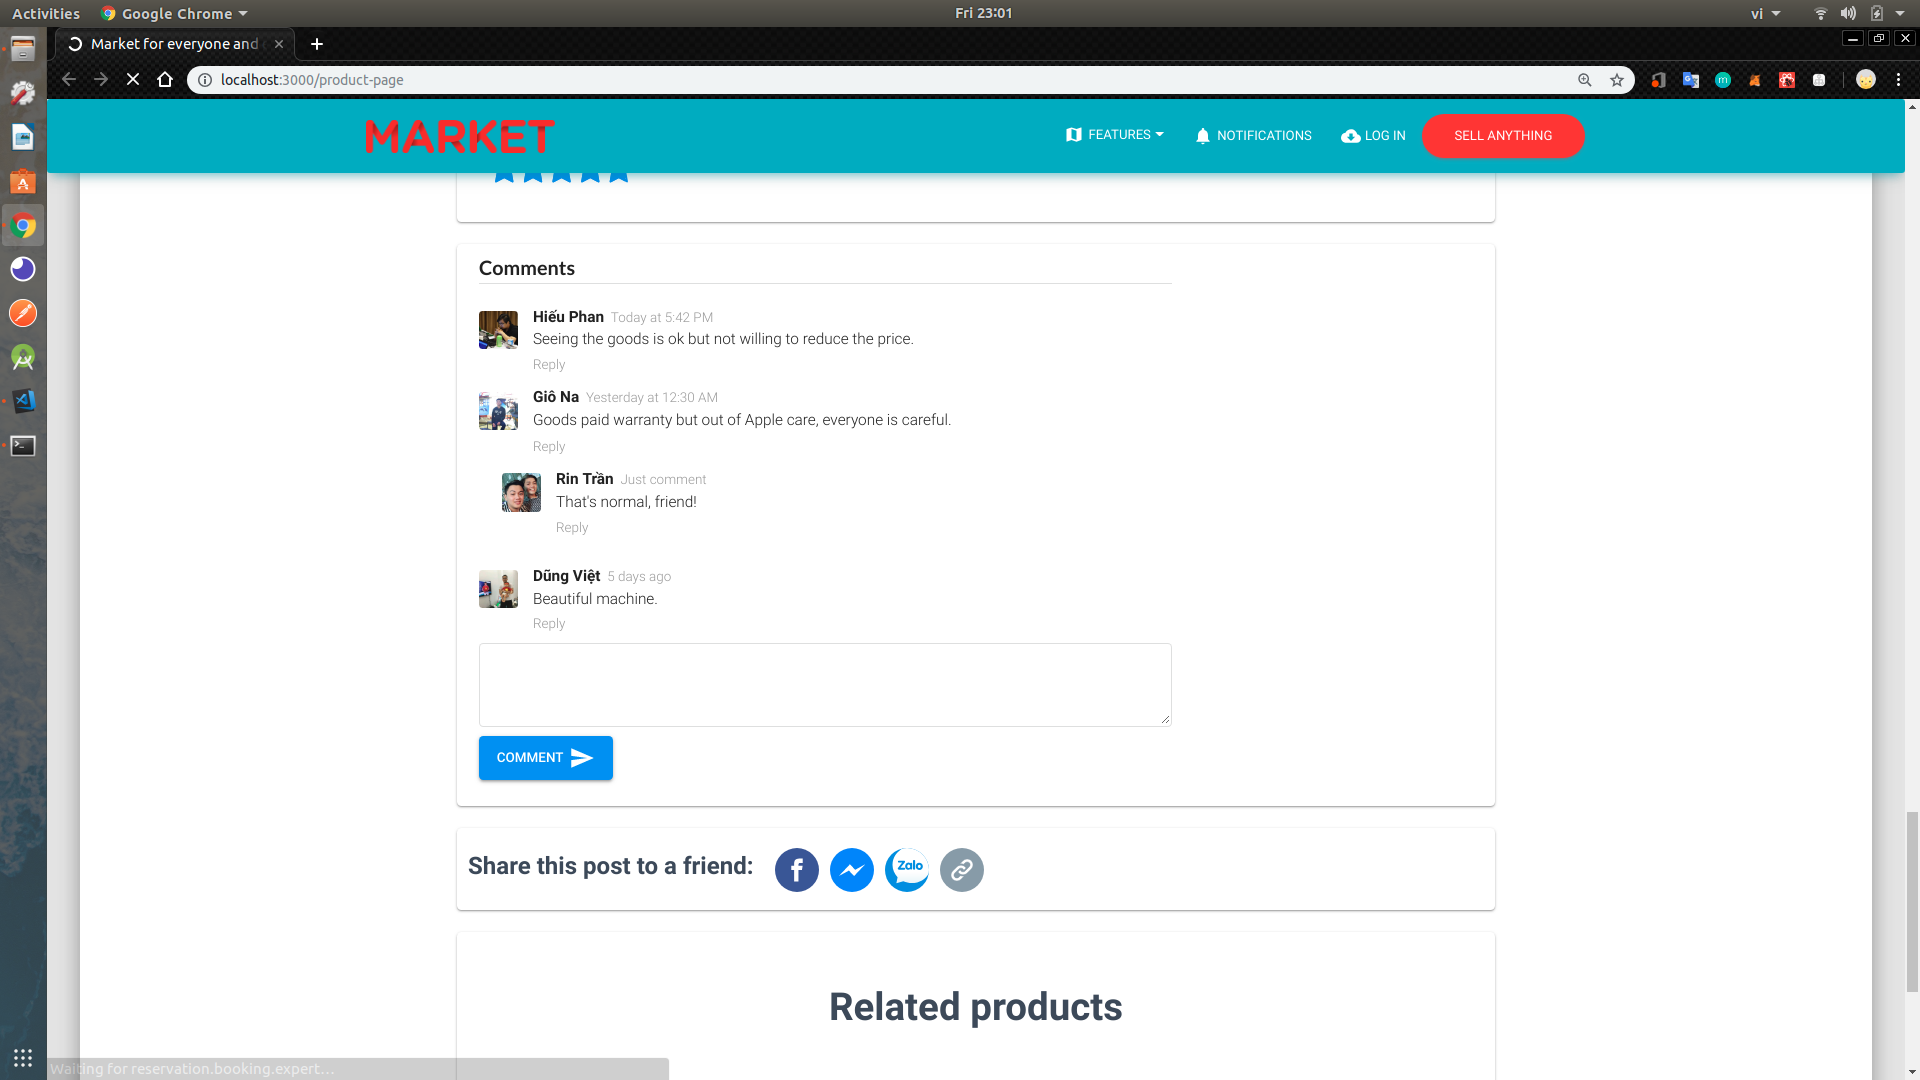 Activities Google Chrome Fri 23:01 vi
Market for everyone and
localhost:3000/product-page
MARKET FEATURES NOTIFICATIONS LOG IN SELL ANYTHING
Comments
Hiếu Phan Today at 5:42 PM
Seeing the goods is ok but not willing to reduce the price.
Reply
Giô Na Yesterday at 12:30 AM
Goods paid warranty but out of Apple care, everyone is careful.
Reply
Rin Trần Just comment
That's normal, friend!
Reply
Dũng Việt 5 days ago
Beautiful machine.
Reply
COMMENT
Share this post to a friend: Zalo
Related products
Waiting for reservation.booking.expert...